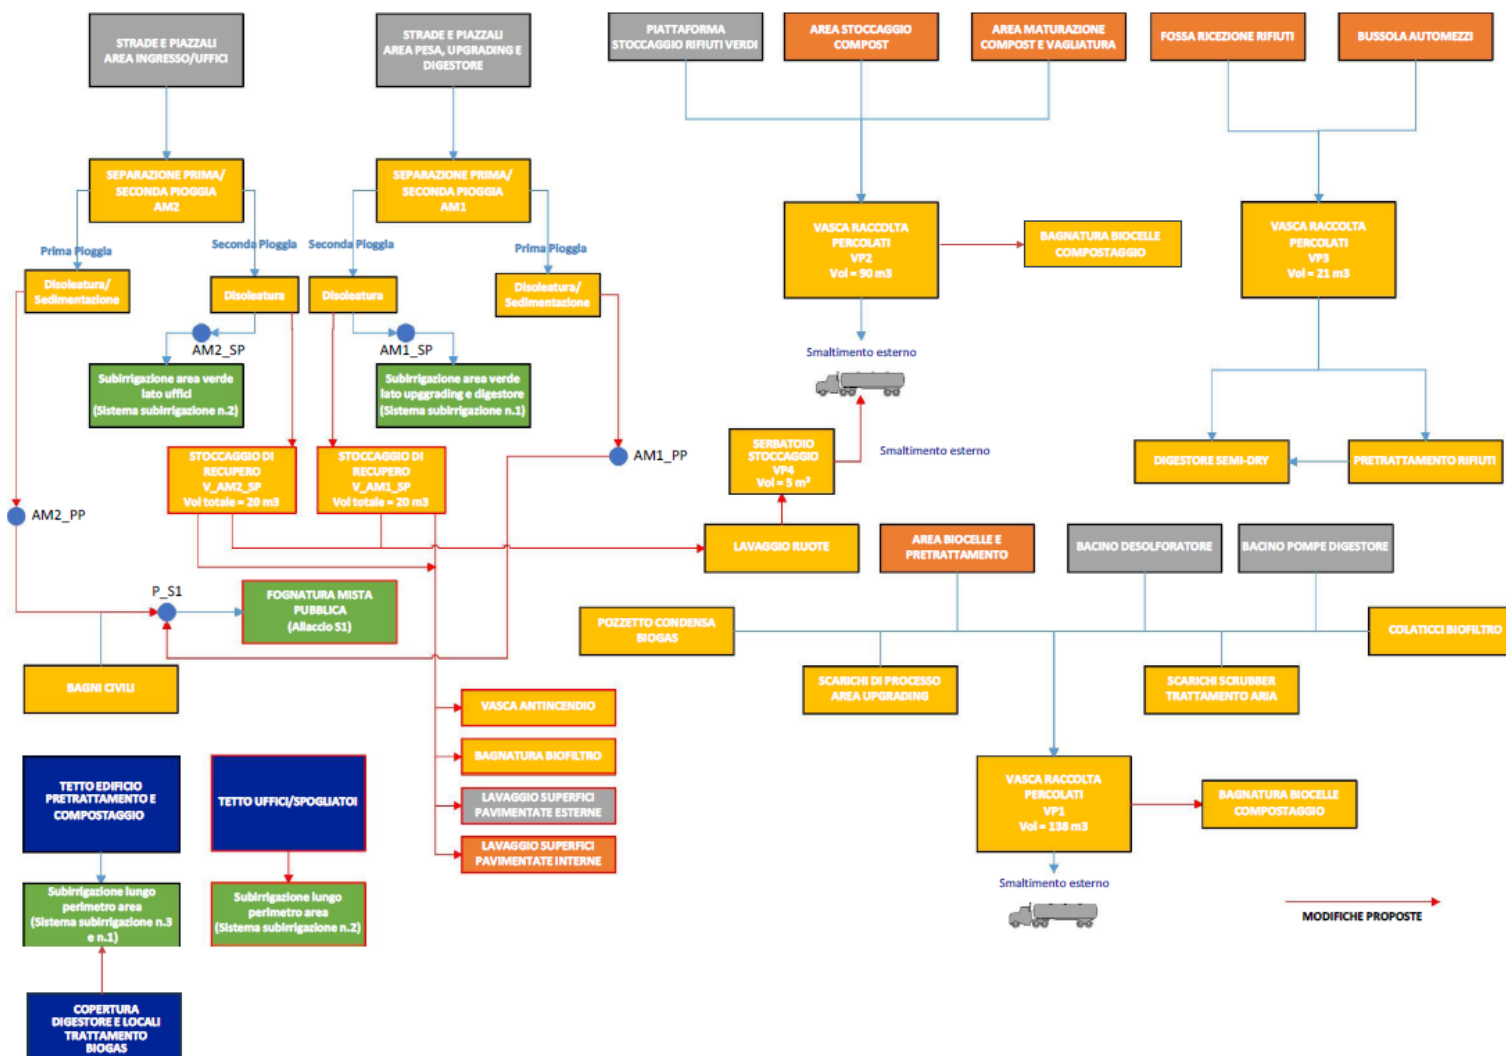 STRADE E PIAZZALI
AREA INGRESSO/UFFICI
STRADE E PIAZZALI
AREA PESA, UPGRADING E
DIGESTORE
PIATTAFORMA
STOCCAGGIO RIFIUTI VERDI
AREA STOCCAGGIO
COMPOST
AREA MATURAZIONE
COMPOST E VAGLIATURA
FOSSA RICEZIONE RIFIUTI
BUSSOLA AUTOMEZZI
SEPARAZIONE PRIMA/
SECONDA PIOGGIA
AM2
SEPARAZIONE PRIMA/
SECONDA PIOGGIA
AM1
Prima Pioggia
Seconda Pioggia
Seconda Pioggia
Prima Pioggia
VASCA RACCOLTA
PERCOLATI
VP2
Vol = 90 m3
BAGNATURA BIOCELLE
COMPOSTAGGIO
VASCA RACCOLTA
PERCOLATI
VP3
Vol = 21 m3
Disoleatura/
Sedimentazione
Disoleatura
Disoleatura
Disoleatura/
Sedimentazione
AM2_SP
AM1_SP
Smaltimento esterno
Subirrigazione area verde
lato uffici
(Sistema subirrigazione n.2)
Subirrigazione area verde
lato upggrading e digestore
(Sistema subirrigazione n.1)
STOCCAGGIO DI
RECUPERO
V_AM2_SP
Vol totale = 20 m3
STOCCAGGIO DI
RECUPERO
V_AM1_SP
Vol totale = 20 m3
AM1_PP
SERBATOIO
STOCCAGGIO
VP4
Vol = 5 m³
Smaltimento esterno
DIGESTORE SEMI-DRY
PRETRATTAMENTO RIFIUTI
AM2_PP
LAVAGGIO RUOTE
AREA BIOCELLE E
PRETRATTAMENTO
BACINO DESOLFORATORE
BACINO POMPE DIGESTORE
P_S1
FOGNATURA MISTA
PUBBLICA
(Allaccio S1)
POZZETTO CONDENSA
BIOGAS
COLATICCI BIOFILTRO
BAGNI CIVILI
SCARICHI DI PROCESSO
AREA UPGRADING
SCARICHI SCRUBBER
TRATTAMENTO ARIA
VASCA ANTINCENDIO
BAGNATURA BIOFILTRO
LAVAGGIO SUPERFICI
PAVIMENTATE ESTERNE
LAVAGGIO SUPERFICI
PAVIMENTATE INTERNE
TETTO EDIFICIO
PRETRATTAMENTO E
COMPOSTAGGIO
TETTO UFFICI/SPOGLIATOI
VASCA RACCOLTA
PERCOLATI
VP1
Vol = 138 m3
BAGNATURA BIOCELLE
COMPOSTAGGIO
Smaltimento esterno
Subirrigazione lungo
perimetro area
(Sistema subirrigazione n.3
e n.1)
Subirrigazione lungo
perimetro area
(Sistema subirrigazione n.2)
MODIFICHE PROPOSTE
COPERTURA
DIGESTORE E LOCALI
TRATTAMENTO
BIOGAS